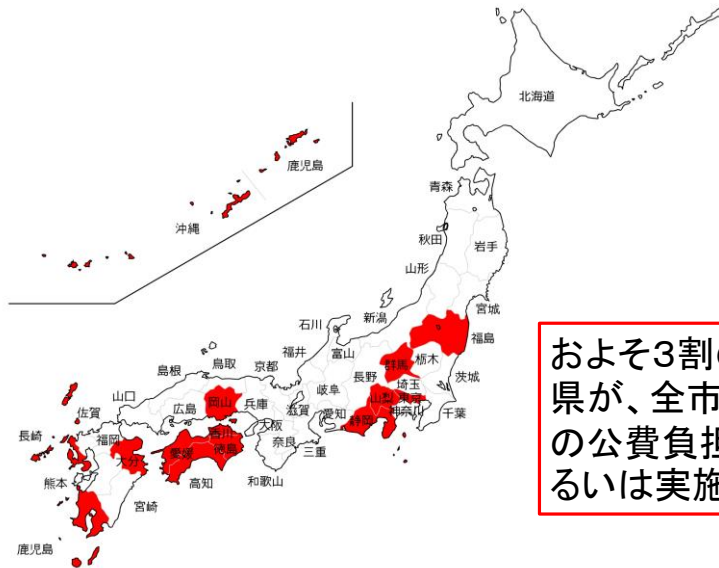 北海道
鹿児島
沖縄
青森
秋田
岩手
山形
宮城
新潟
福島
石川
富山
福井
群馬
栃木
長野
茨城
埼玉
山梨
東京
神奈川
千葉
岐阜
静岡
愛知
滋賀
京都
鳥取
島根
兵庫
岡山
広島
山口
大阪
奈良
三重
和歌山
香川
徳島
愛媛
高知
佐賀
福岡
長崎
大分
熊本
宮崎
鹿児島
およそ3割の
県が、全市
の公費負担
るいは実施